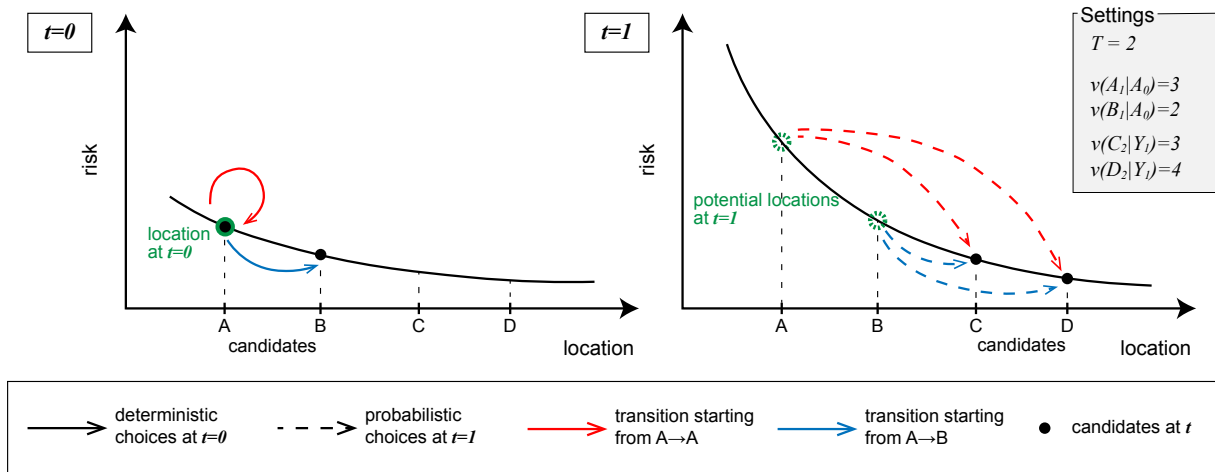 t=0
risk
location
at t=0
A
B
C
D
candidates
location
t=1
risk
potential locations
at t=1
A
B
C
D
candidates
location
Settings
T = 2
v(A₁|A₀)=3
v(B₁|A₀)=2
v(C₂|Y₁)=3
v(D₂|Y₁)=4
deterministic
choices at t=0
probabilistic
choices at t=1
transition starting
from A→A
transition starting
from A→B
candidates at t